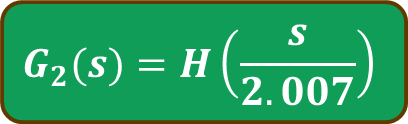 G₂(s) = H(s/2.007)